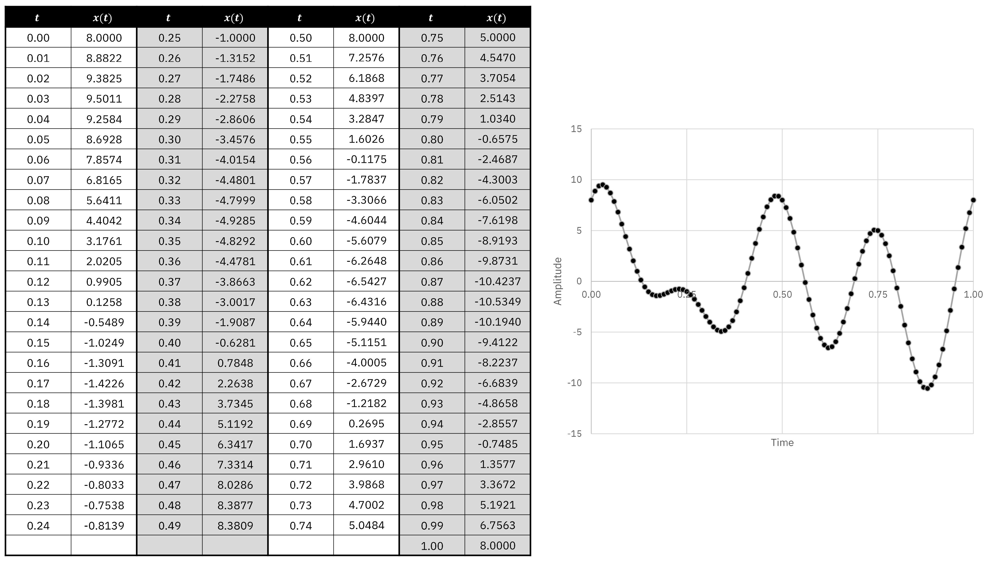 t x(t) t x(t) t x(t) t x(t)
0.00 8.0000 0.25 -1.0000 0.50 8.0000 0.75 5.0000
0.01 8.8822 0.26 -1.3152 0.51 7.2576 0.76 4.5470
0.02 9.3825 0.27 -1.7486 0.52 6.1868 0.77 3.7054
0.03 9.5011 0.28 -2.2758 0.53 4.8397 0.78 2.5143
0.04 9.2584 0.29 -2.8606 0.54 3.2847 0.79 1.0340
0.05 8.6928 0.30 -3.4576 0.55 1.6026 0.80 -0.6575
0.06 7.8574 0.31 -4.0154 0.56 -0.1175 0.81 -2.4687
0.07 6.8165 0.32 -4.4801 0.57 -1.7837 0.82 -4.3003
0.08 5.6411 0.33 -4.7999 0.58 -3.3066 0.83 -6.0502
0.09 4.4042 0.34 -4.9285 0.59 -4.6044 0.84 -7.6198
0.10 3.1761 0.35 -4.8292 0.60 -5.6079 0.85 -8.9193
0.11 2.0205 0.36 -4.4781 0.61 -6.2648 0.86 -9.8731
0.12 0.9905 0.37 -3.8663 0.62 -6.5427 0.87 -10.4237
0.13 0.1258 0.38 -3.0017 0.63 -6.4316 0.88 -10.5349
0.14 -0.5489 0.39 -1.9087 0.64 -5.9440 0.89 -10.1940
0.15 -1.0249 0.40 -0.6281 0.65 -5.1151 0.90 -9.4122
0.16 -1.3091 0.41 0.7848 0.66 -4.0005 0.91 -8.2237
0.17 -1.4226 0.42 2.2638 0.67 -2.6729 0.92 -6.6839
0.18 -1.3981 0.43 3.7345 0.68 -1.2182 0.93 -4.8658
0.19 -1.2772 0.44 5.1192 0.69 0.2695 0.94 -2.8557
0.20 -1.1065 0.45 6.3417 0.70 1.6937 0.95 -0.7485
0.21 -0.9336 0.46 7.3314 0.71 2.9610 0.96 1.3577
0.22 -0.8033 0.47 8.0286 0.72 3.9868 0.97 3.3672
0.23 -0.7538 0.48 8.3877 0.73 4.7002 0.98 5.1921
0.24 -0.8139 0.49 8.3809 0.74 5.0484 0.99 6.7563
1.00 8.0000
15
10
5
0
-5
-10
-15
Amplitude
0.00 0.25 0.50 0.75 1.00
Time